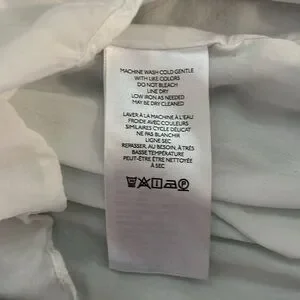 MACHINE WASH COLD GENTLE
WITH LIKE COLORS
DO NOT BLEACH
LINE DRY
LOW IRON AS NEEDED
MAY BE DRY CLEANED
LAVER À LA MACHINE À L'EAU
FROIDE AVEC COULEURS
SIMILAIRES CYCLE DÉLICAT
NE PAS BLANCHIR
LIGNE SEC
REPASSER, AU BESOIN, À TRÈS
BASSE TEMPÉRATURE
PEUT-ÊTRE ÊTRE NETTOYÉE
À SEC